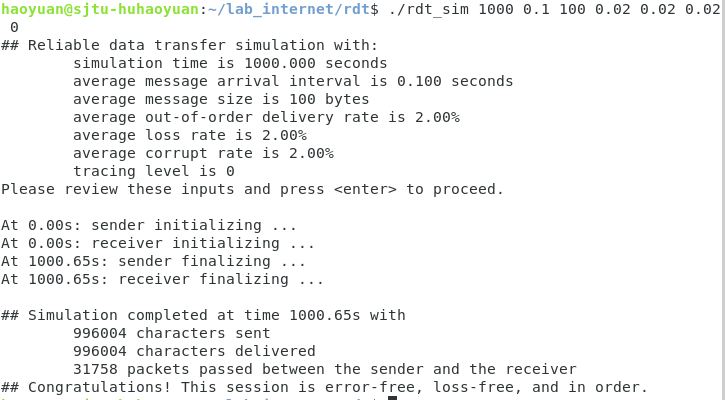 haoyuan@sjtu-huhaoyuan:~/lab_internet/rdt$ ./rdt_sim 1000 0.1 100 0.02 0.02 0.02
0
## Reliable data transfer simulation with:
simulation time is 1000.000 seconds
average message arrival interval is 0.100 seconds
average message size is 100 bytes
average out-of-order delivery rate is 2.00%
average loss rate is 2.00%
average corrupt rate is 2.00%
tracing level is 0
Please review these inputs and press <enter> to proceed.
At 0.00s: sender initializing ...
At 0.00s: receiver initializing ...
At 1000.65s: sender finalizing ...
At 1000.65s: receiver finalizing ...
## Simulation completed at time 1000.65s with
996004 characters sent
996004 characters delivered
31758 packets passed between the sender and the receiver
## Congratulations! This session is error-free, loss-free, and in order.